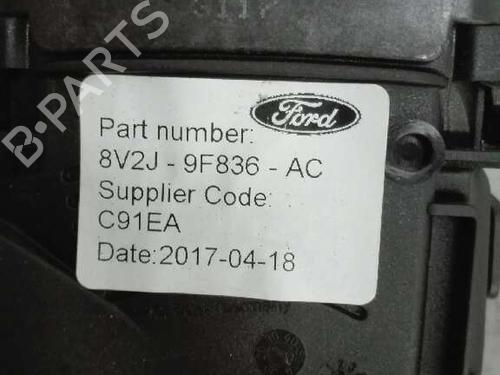 B-PARTS
Ford
Part number:
8V2J - 9F836 - AC
Supplier Code:
C91EA
Date:2017-04-18